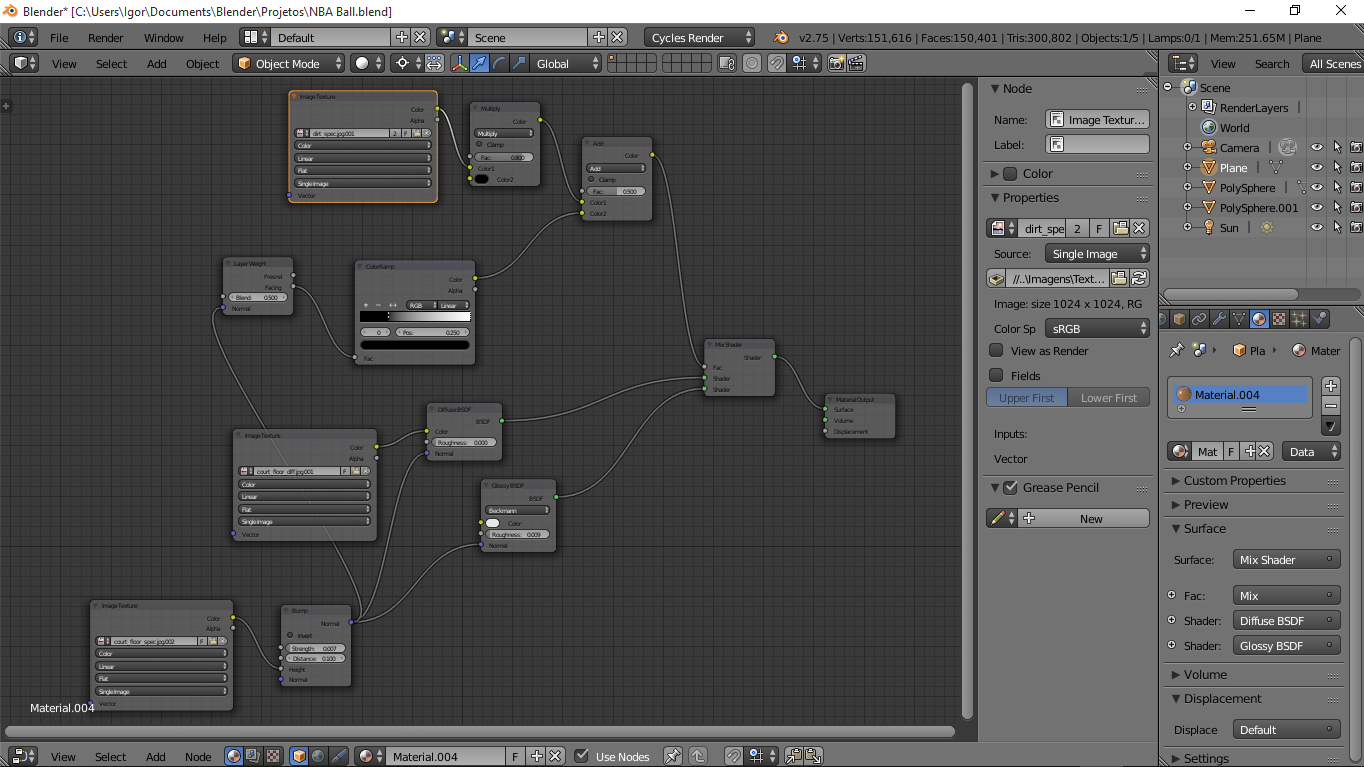 Blender* [C:\Users\Igor\Documents\Blender\Projetos\NBA Ball.blend]
File Render Window Help Default Scene Cycles Render v2.75 | Verts:151,616 | Faces:150,401 | Tris:300,802 | Objects:1/5 | Lamps:0/1 | Mem:251.65M | Plane
View Select Add Object Object Mode Global View Search All Scenes
Image Texture
Color
Alpha
dirt_spec.jpg.001 2 F
Color
Linear
Flat
Single Image
Vector
Multiply
Color
Multiply
Clamp
Fac: 0.800
Color1
Color2
Add
Color
Add
Clamp
Fac: 0.500
Color1
Color2
Layer Weight
Fresnel
Facing
Blend: 0.500
Normal
ColorRamp
Color
Alpha
RGB Linear
0 Pos: 0.250
Fac
Mix Shader
Shader
Fac
Shader
Shader
Material Output
Surface
Volume
Displacement
Image Texture
Color
Alpha
court_floor_diff.jpg.001 F
Color
Linear
Flat
Single Image
Vector
Diffuse BSDF
BSDF
Color
Roughness: 0.000
Normal
Glossy BSDF
BSDF
Beckmann
Color
Roughness: 0.009
Normal
Image Texture
Color
Alpha
court_floor_spec.jpg.002 F
Color
Linear
Flat
Single Image
Vector
Bump
Normal
Invert
Strength: 0.007
Distance: 0.100
Height
Normal
Material.004
Node
Name: Image Textur...
Label:
Color
Properties
dirt_spe 2 F
Source: Single Image
//..\Imagens\Text...
Image: size 1024 x 1024, RG
Color Sp sRGB
View as Render
Fields
Upper First Lower First
Inputs:
Vector
Grease Pencil
New
Scene
RenderLayers
World
Camera
Plane
PolySphere
PolySphere.001
Sun
Pla Mater
Material.004
Mat F Data
Custom Properties
Preview
Surface
Surface: Mix Shader
Fac: Mix
Shader: Diffuse BSDF
Shader: Glossy BSDF
Volume
Displacement
Displace Default
Settings
View Select Add Node Material.004 F Use Nodes